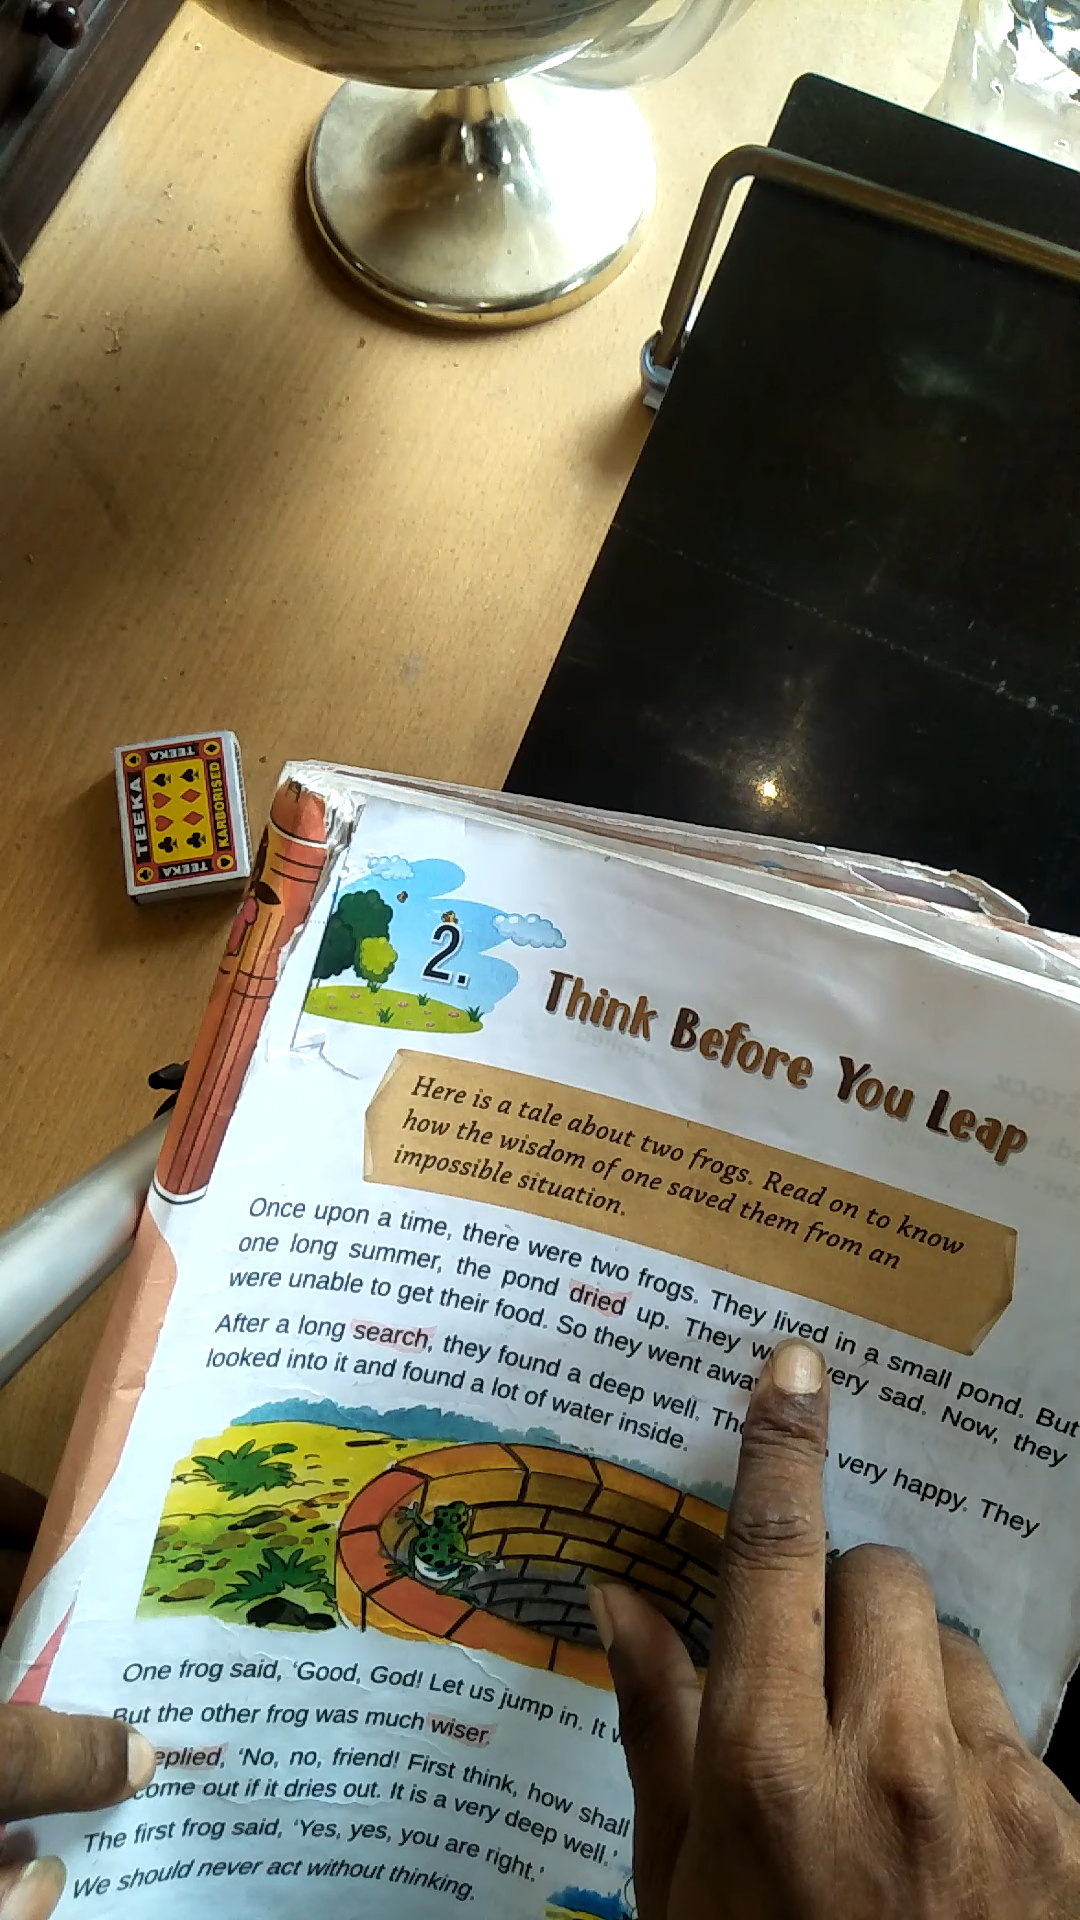 TEEKA
TEEKA
KARBORISED
TEEKA
2.
Think Before You Leap
Here is a tale about two frogs. Read on to know
how the wisdom of one saved them from an
impossible situation.
Once upon a time, there were two frogs. They lived in a small pond. But
one long summer, the pond dried up. They very sad. Now, they
were unable to get their food. So they went
After a long search, they found a deep well. very happy. They
looked into it and found a lot of water inside.
One frog said, ‘Good, God! Let us jump in. It
But the other frog was much wiser.
‘No, no, friend! First think, how shall
come out if it dries out. It is a very deep well.’
The first frog said, ‘Yes, yes, you are right.’
We should never act without thinking.